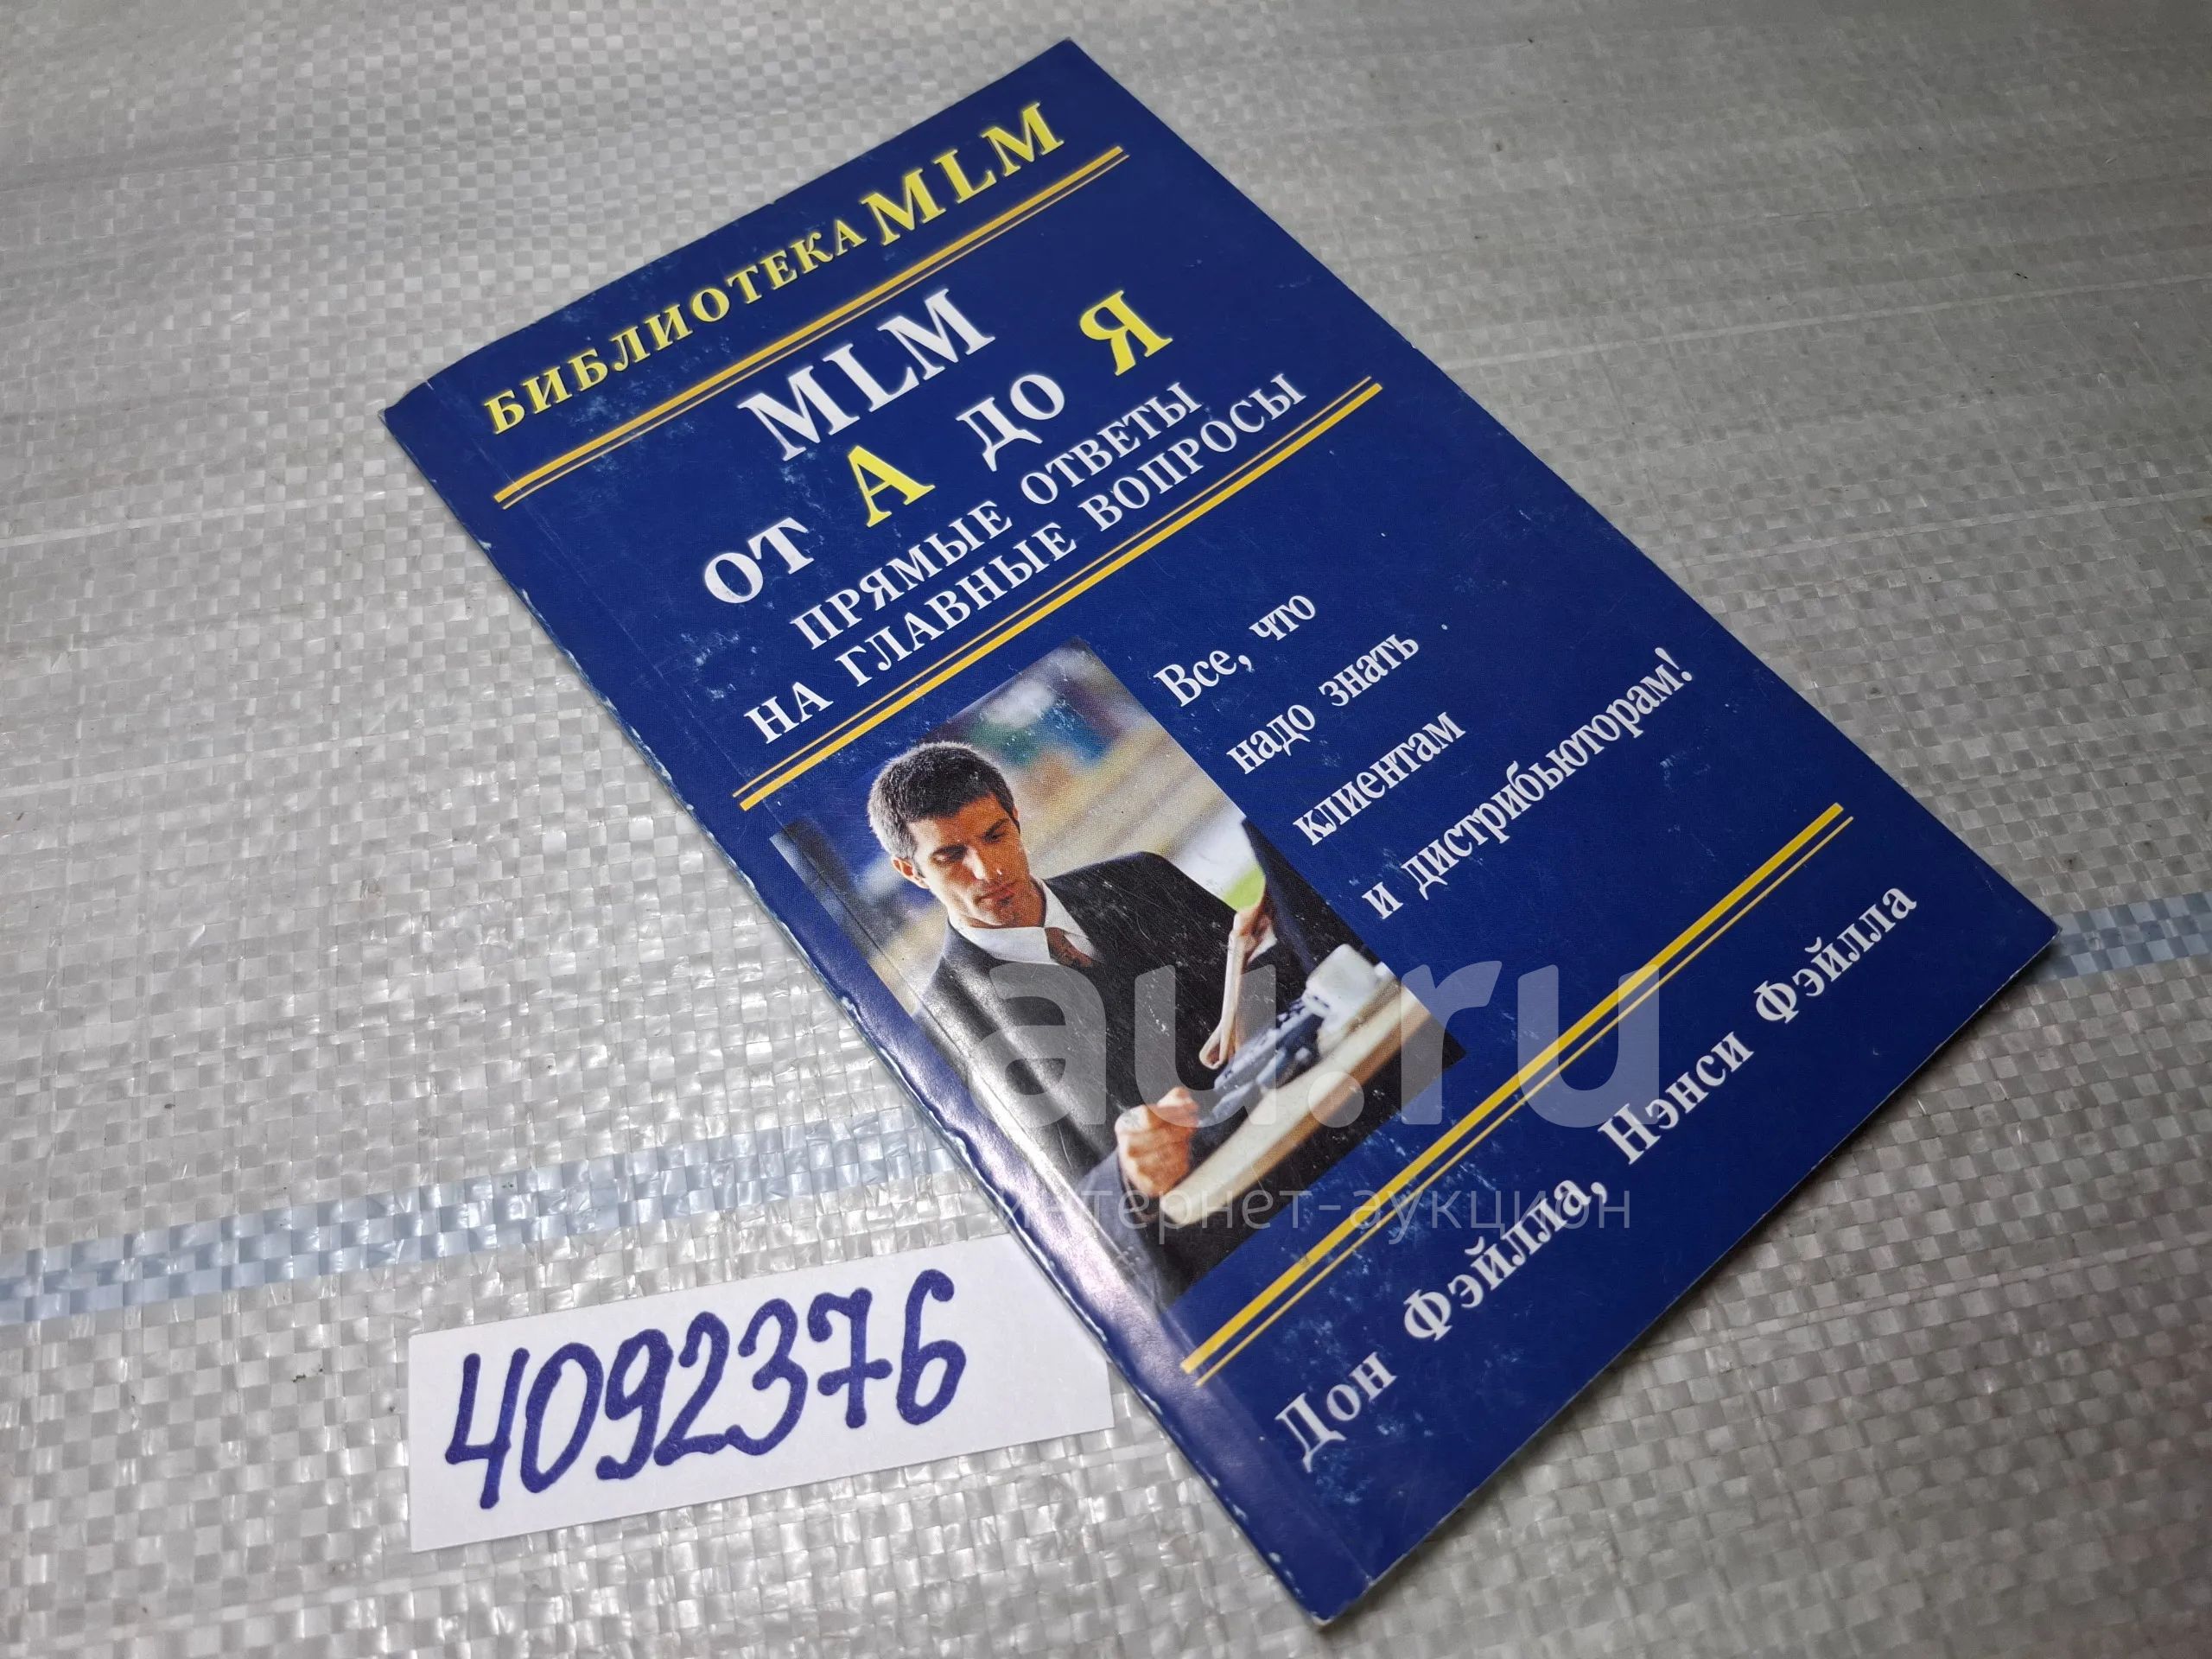 БИБЛИОТЕКА MLM
MLM
ОТ А ДО Я
ПРЯМЫЕ ОТВЕТЫ
НА ГЛАВНЫЕ ВОПРОСЫ
Все, что
надо знать
клиентам
и дистрибьюторам!
Дон Фэйлла, Нэнси Фэйлла
au.ru
интернет-аукцион
4092376